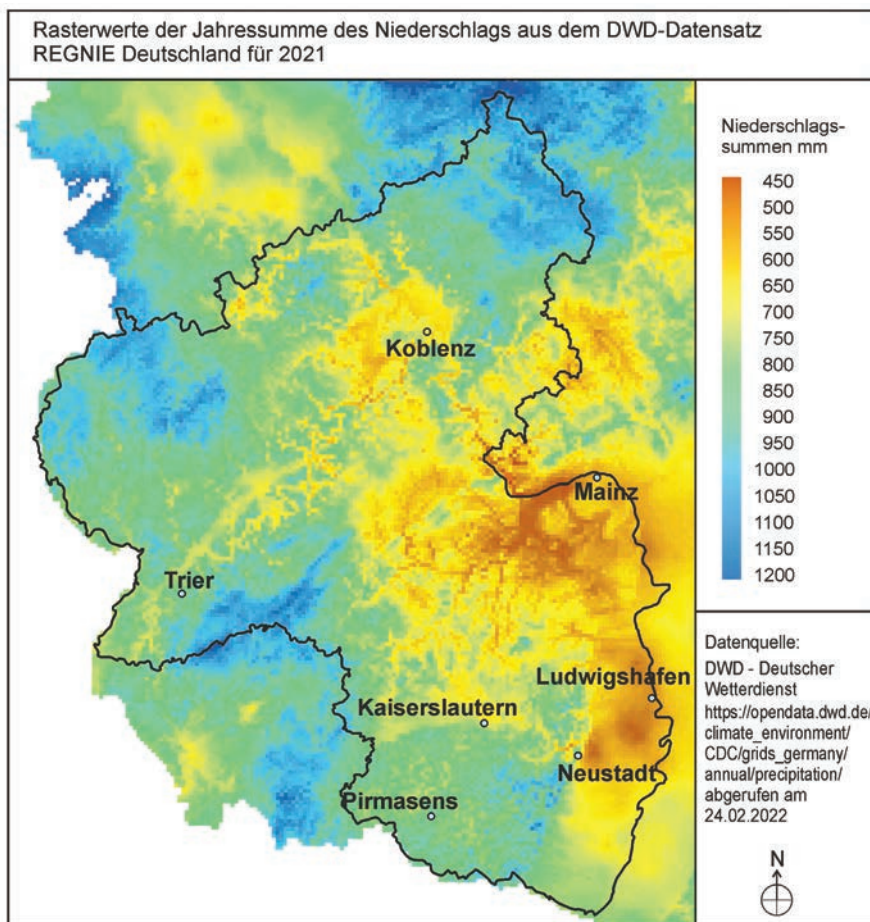 Rasterwerte der Jahressumme des Niederschlags aus dem DWD-Datensatz
REGNIE Deutschland für 2021
Niederschlags-
summen mm
450
500
550
600
650
700
750
800
850
900
950
1000
1050
1100
1150
1200
Koblenz
Mainz
Trier
Ludwigshafen
Kaiserslautern
Neustadt
Pirmasens
Datenquelle:
DWD - Deutscher
Wetterdienst
https://opendata.dwd.de/
climate_environment/
CDC/grids_germany/
annual/precipitation/
abgerufen am
24.02.2022
N